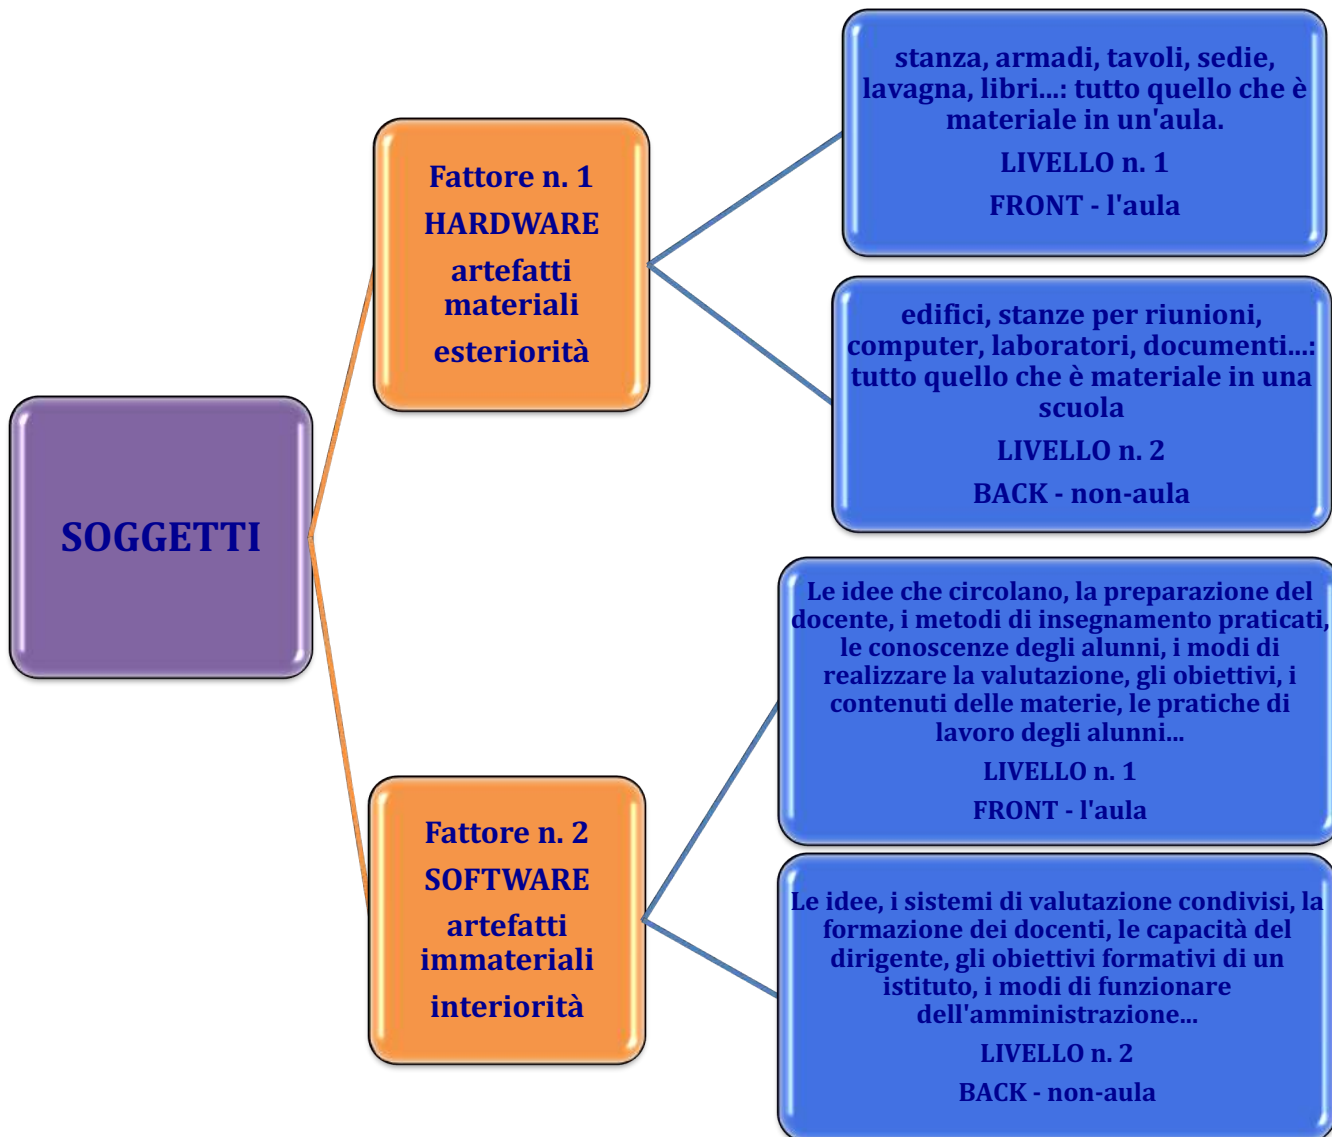 SOGGETTI
Fattore n. 1
HARDWARE
artefatti
materiali
esteriorità
stanza, armadi, tavoli, sedie,
lavagna, libri...: tutto quello che è
materiale in un'aula.
LIVELLO n. 1
FRONT - l'aula
edifici, stanze per riunioni,
computer, laboratori, documenti...:
tutto quello che è materiale in una
scuola
LIVELLO n. 2
BACK - non-aula
Fattore n. 2
SOFTWARE
artefatti
immateriali
interiorità
Le idee che circolano, la preparazione del
docente, i metodi di insegnamento praticati,
le conoscenze degli alunni, i modi di
realizzare la valutazione, gli obiettivi, i
contenuti delle materie, le pratiche di
lavoro degli alunni...
LIVELLO n. 1
FRONT - l'aula
Le idee, i sistemi di valutazione condivisi, la
formazione dei docenti, le capacità del
dirigente, gli obiettivi formativi di un
istituto, i modi di funzionare
dell'amministrazione...
LIVELLO n. 2
BACK - non-aula